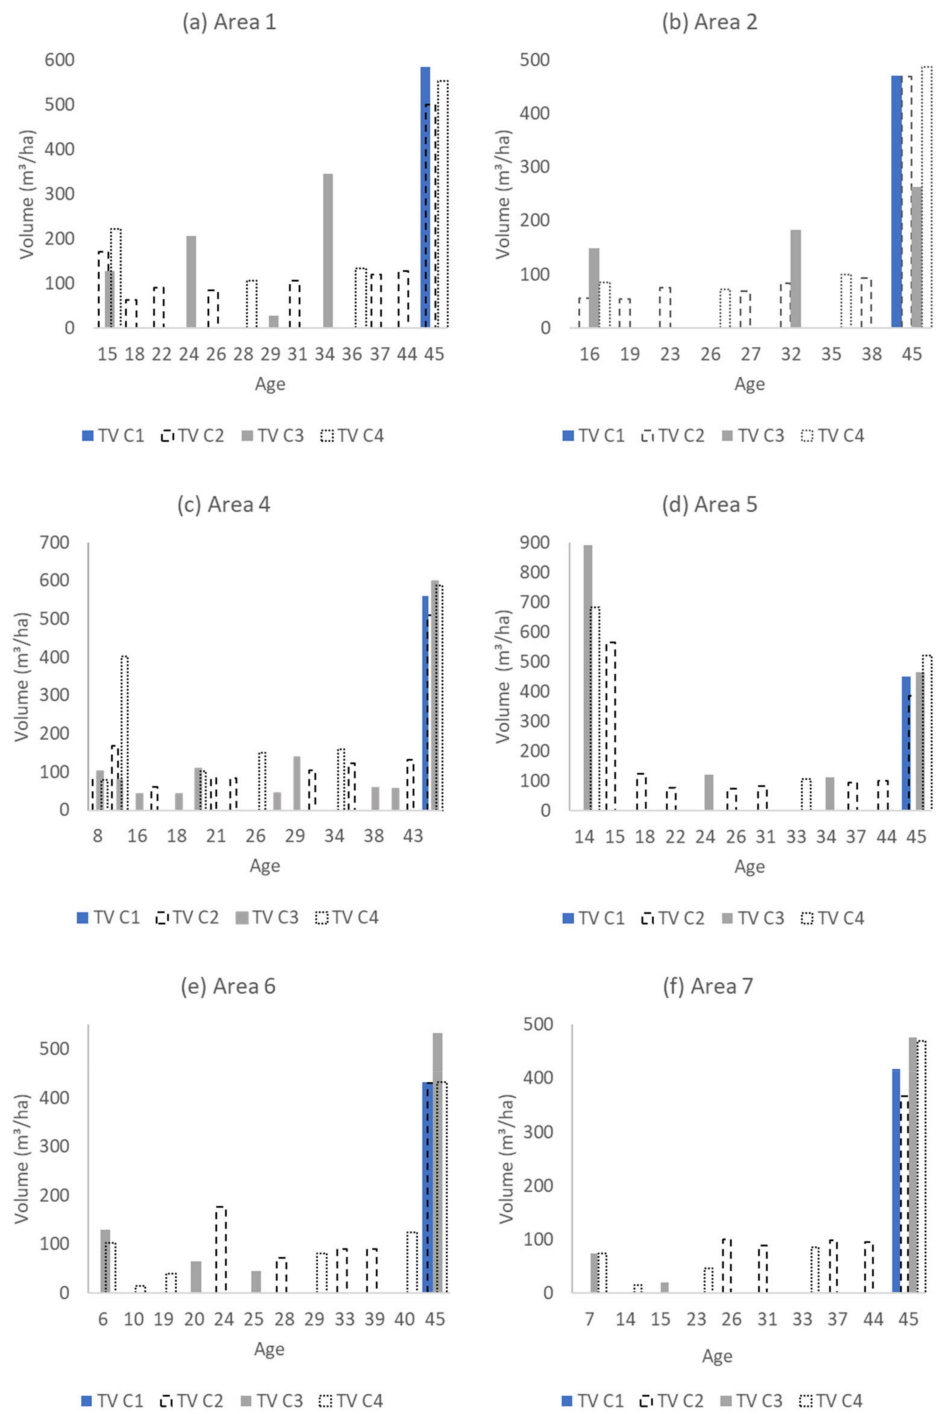 (a) Area 1
600
500
400
300
200
100
0
Volume (m³/ha)
15 18 22 24 26 28 29 31 34 36 37 44 45
Age
TV C1 TV C2 TV C3 TV C4
(b) Area 2
500
400
300
200
100
0
Volume (m³/ha)
16 19 23 26 27 32 35 38 45
Age
TV C1 TV C2 TV C3 TV C4
(c) Area 4
700
600
500
400
300
200
100
0
Volume (m³/ha)
8 16 18 21 26 29 34 38 43
Age
TV C1 TV C2 TV C3 TV C4
(d) Area 5
900
800
700
600
500
400
300
200
100
0
Volume (m³/ha)
14 15 18 22 24 26 31 33 34 37 44 45
Age
TV C1 TV C2 TV C3 TV C4
(e) Area 6
500
400
300
200
100
0
Volume (m³/ha)
6 10 19 20 24 25 28 29 33 39 40 45
Age
TV C1 TV C2 TV C3 TV C4
(f) Area 7
500
400
300
200
100
0
Volume (m³/ha)
7 14 15 23 26 31 33 37 44 45
Age
TV C1 TV C2 TV C3 TV C4